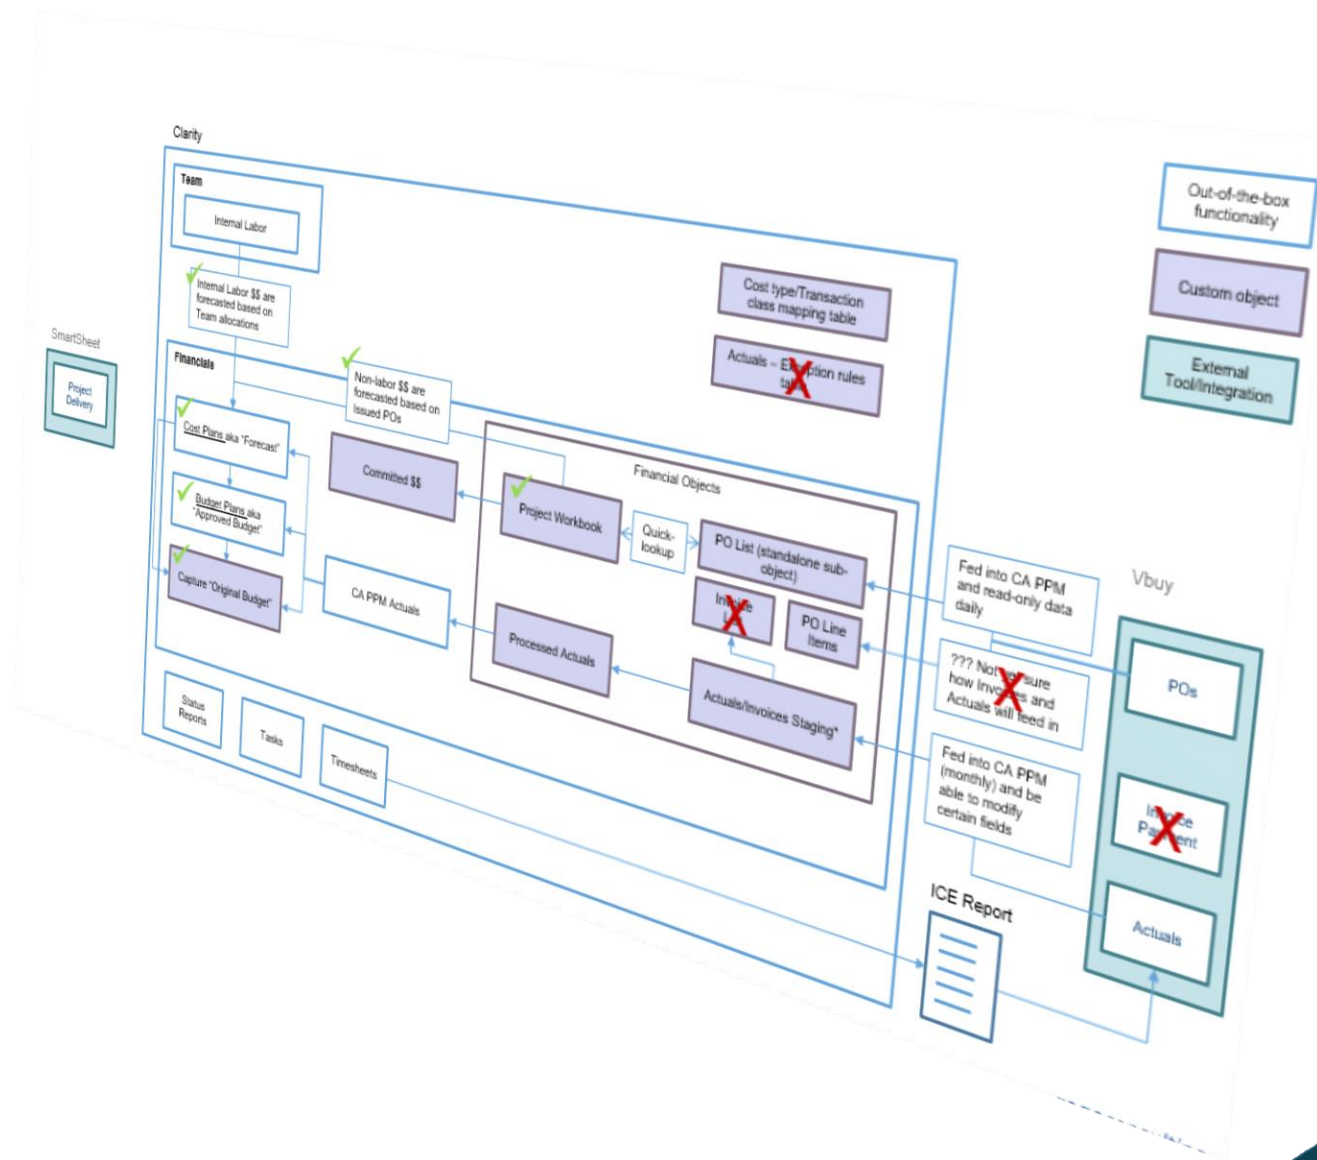 Clarity
Team
Internal Labor
Internal Labor $$ are
forecasted based on
Team allocations
SmartSheet
Project
Delivery
Financials
Non-labor $$ are
forecasted based on
Issued POs
Cost Plans aka "Forecast"
Budget Plans aka
"Approved Budget"
Capture "Original Budget"
Committed $$
CA PPM Actuals
Cost type/Transaction
class mapping table
Actuals – rules
Financial Objects
Project Workbook
Quick-
lookup
PO List (standalone sub-
object)
PO Line
Items
Processed Actuals
Actuals/Invoices Staging*
Status
Reports
Tasks
Timesheets
Out-of-the-box
functionality
Custom object
External
Tool/Integration
Fed into CA PPM
and read-only data
daily
??? Not sure
how and
Actuals will feed in
Fed into CA PPM
(monthly) and be
able to modify
certain fields
Vbuy
POs
Actuals
ICE Report